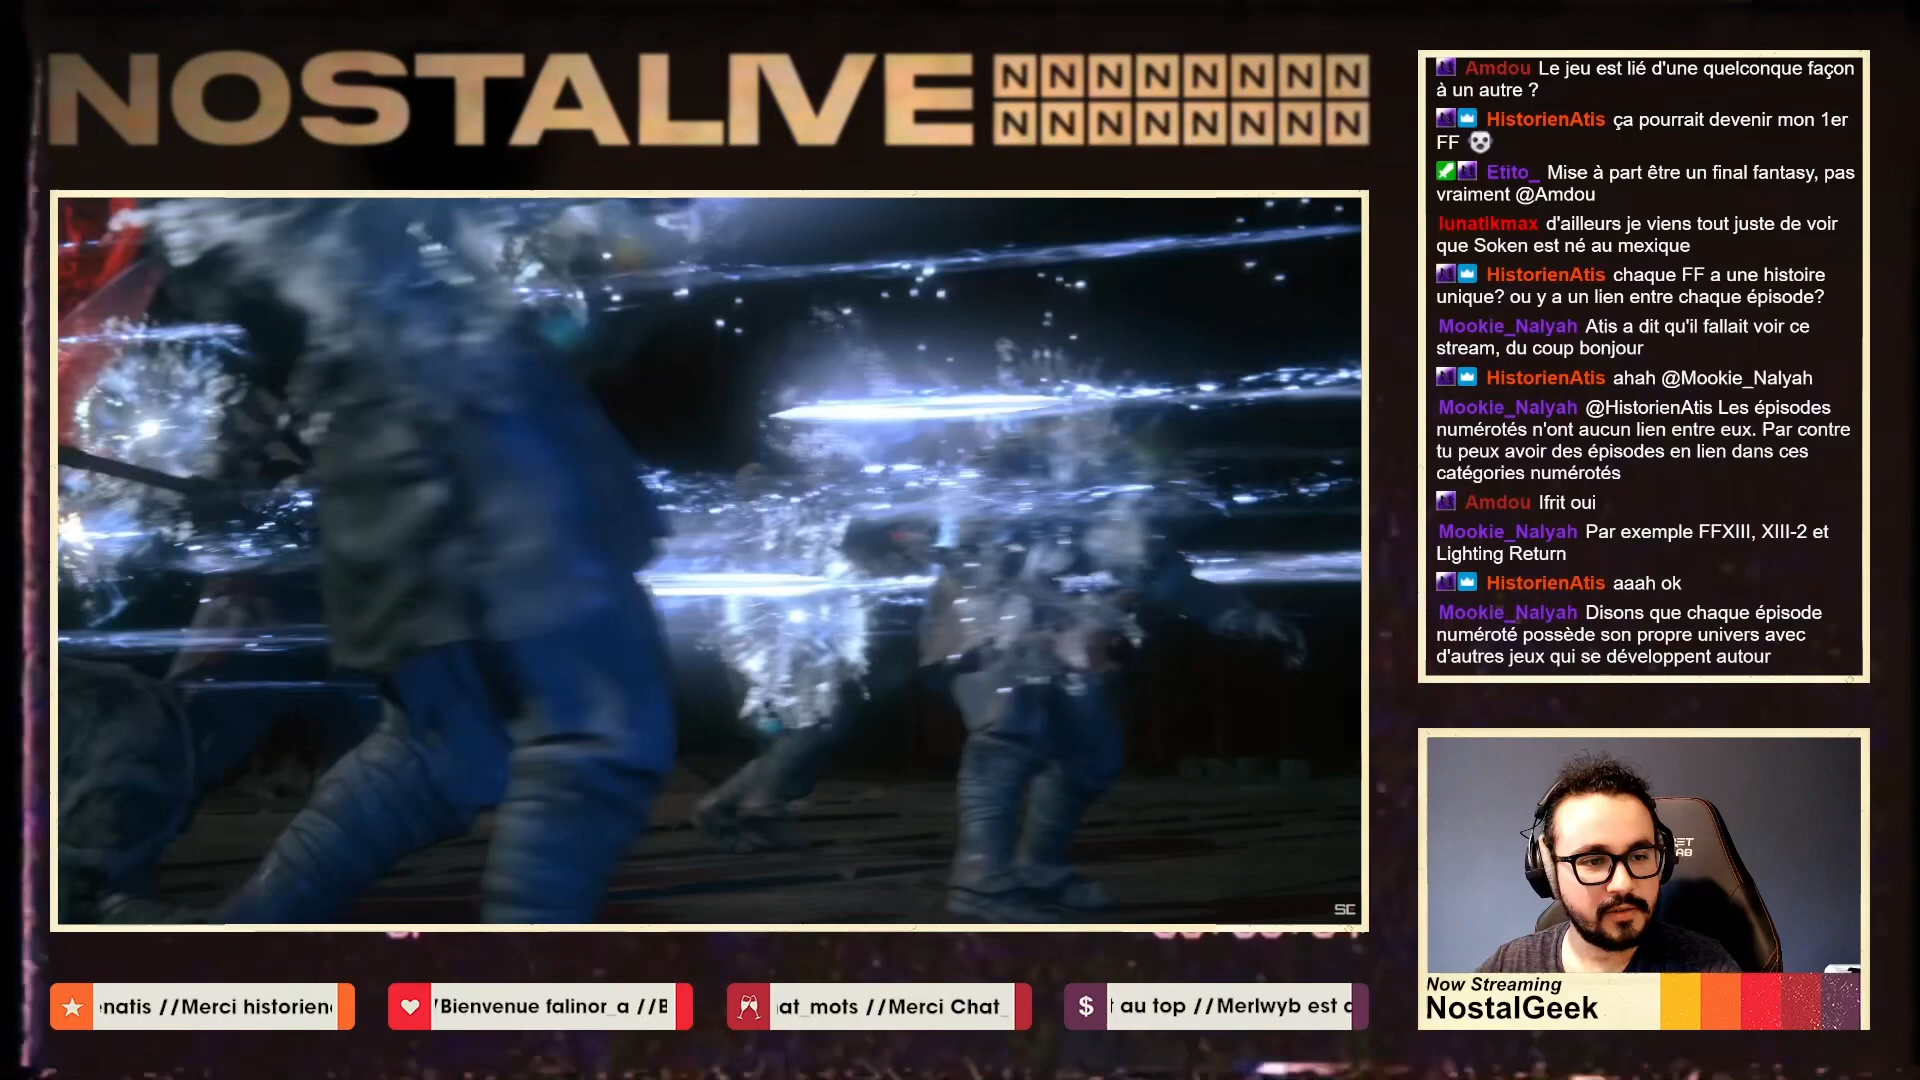 NOSTALIVE N N N N N N N N
N N N N N N N N
Amdou Le jeu est lié d'une quelconque façon
à un autre ?
HistorienAtis ça pourrait devenir mon 1er
FF
Etito_ Mise à part être un final fantasy, pas
vraiment @Amdou
lunatikmax d'ailleurs je viens tout juste de voir
que Soken est né au mexique
HistorienAtis chaque FF a une histoire
unique? ou y a un lien entre chaque épisode?
Mookie_Nalyah Atis a dit qu'il fallait voir ce
stream, du coup bonjour
HistorienAtis ahah @Mookie_Nalyah
Mookie_Nalyah @HistorienAtis Les épisodes
numérotés n'ont aucun lien entre eux. Par contre
tu peux avoir des épisodes en lien dans ces
catégories numérotés
Amdou Ifrit oui
Mookie_Nalyah Par exemple FFXIII, XIII-2 et
Lighting Return
HistorienAtis aaah ok
Mookie_Nalyah Disons que chaque épisode
numéroté possède son propre univers avec
d'autres jeux qui se développent autour
SE
Now Streaming
NostalGeek
enatis //Merci historien
/Bienvenue falinor_a //B
at_mots //Merci Chat_
$ t au top //Merlwyb est